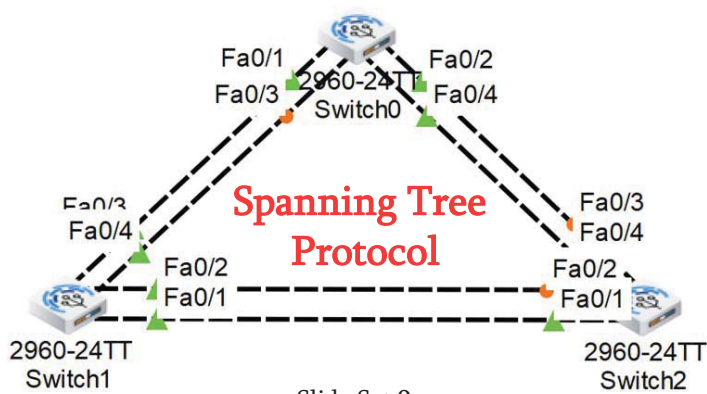 Fa0/1
Fa0/2
Fa0/3
2960-24TT
Fa0/4
Switch0
Spanning Tree
Protocol
Fa0/3
Fa0/4
Fa0/3
Fa0/4
Fa0/2
Fa0/1
Fa0/2
Fa0/1
2960-24TT
Switch1
2960-24TT
Switch2